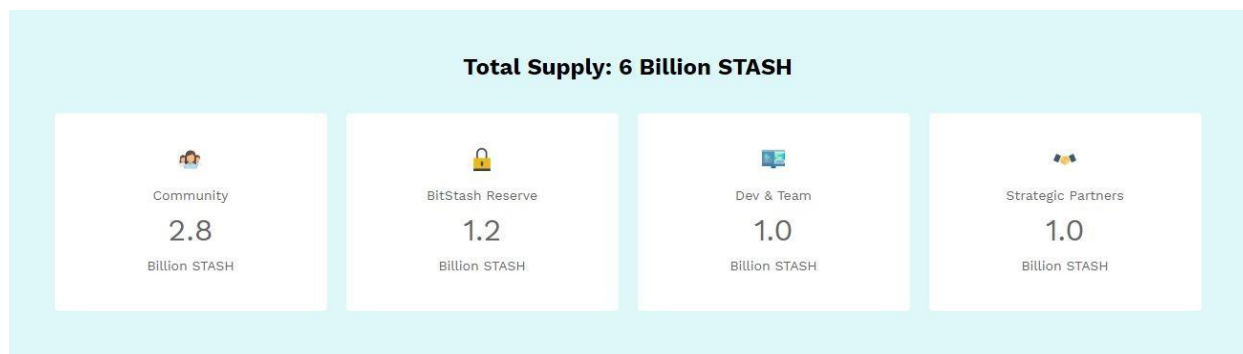 Total Supply: 6 Billion STASH
Community
2.8
Billion STASH
BitStash Reserve
1.2
Billion STASH
Dev & Team
1.0
Billion STASH
Strategic Partners
1.0
Billion STASH